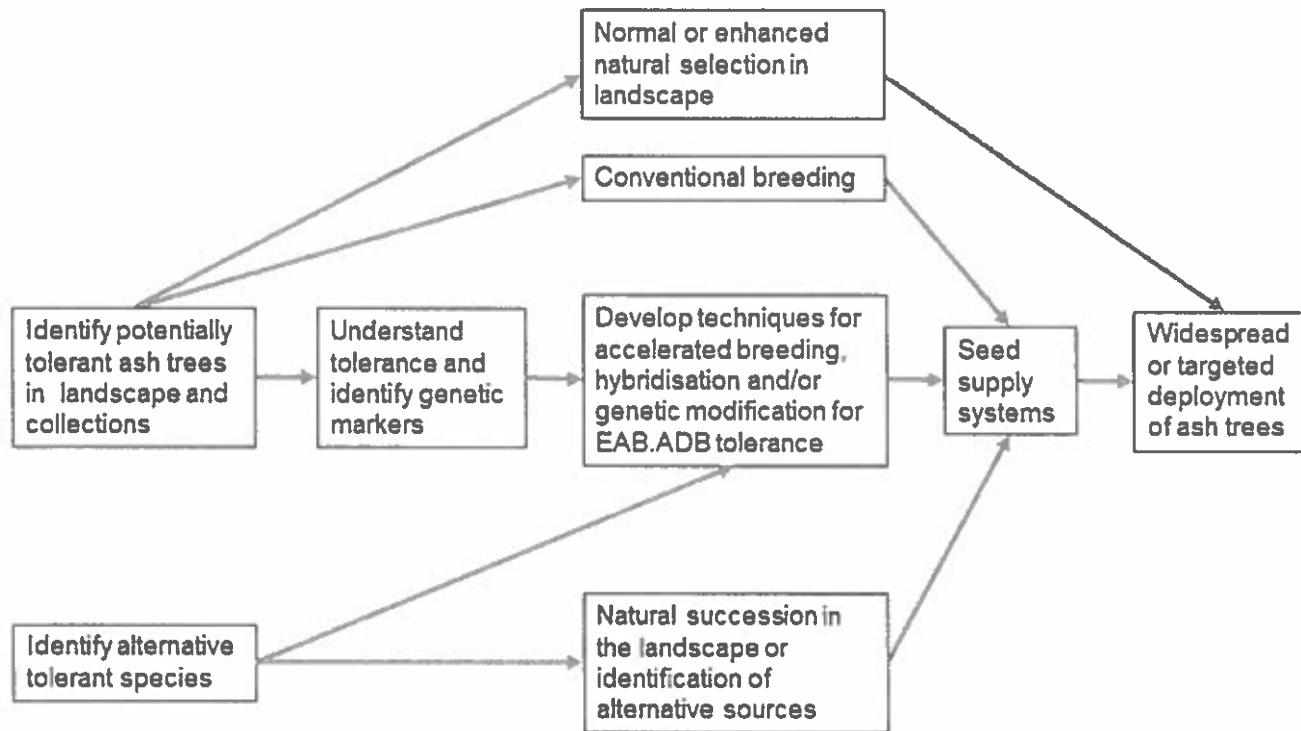 Normal or enhanced
natural selection in
landscape
Conventional breeding
Identify potentially
tolerant ash trees
in landscape and
collections
Understand
tolerance and
identify genetic
markers
Develop techniques for
accelerated breeding,
hybridisation and/or
genetic modification for
EAB.ADB tolerance
Seed
supply
systems
Widespread
or targeted
deployment
of ash trees
Identify alternative
tolerant species
Natural succession in
the landscape or
identification of
alternative sources